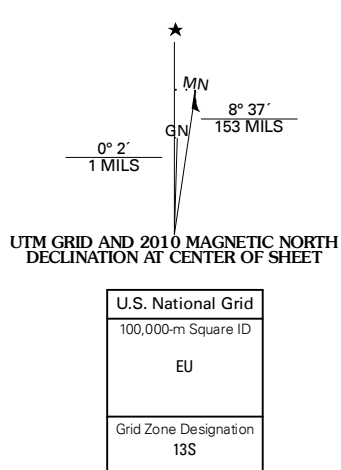 MN
8° 37´
153 MILS
GN
0° 2´
1 MILS
UTM GRID AND 2010 MAGNETIC NORTH
DECLINATION AT CENTER OF SHEET
U.S. National Grid
100,000-m Square ID
EU
Grid Zone Designation
13S